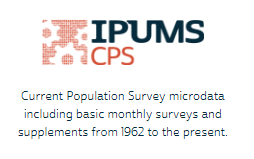 IPUMS
CPS
Current Population Survey microdata
including basic monthly surveys and
supplements from 1962 to the present.